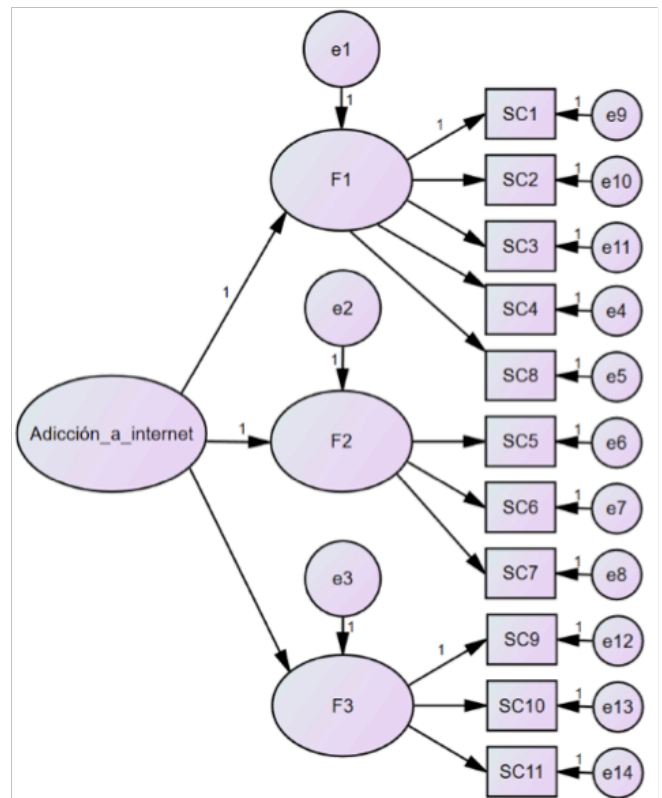 e1
1
SC1
1
e9
1
F1
SC2
1
e10
SC3
1
e11
1
e2
SC4
1
e4
1
SC8
1
e5
Adicción_a_internet
1
F2
SC5
1
e6
SC6
1
e7
e3
SC7
1
e8
1
SC9
1
e12
1
F3
SC10
1
e13
SC11
1
e14